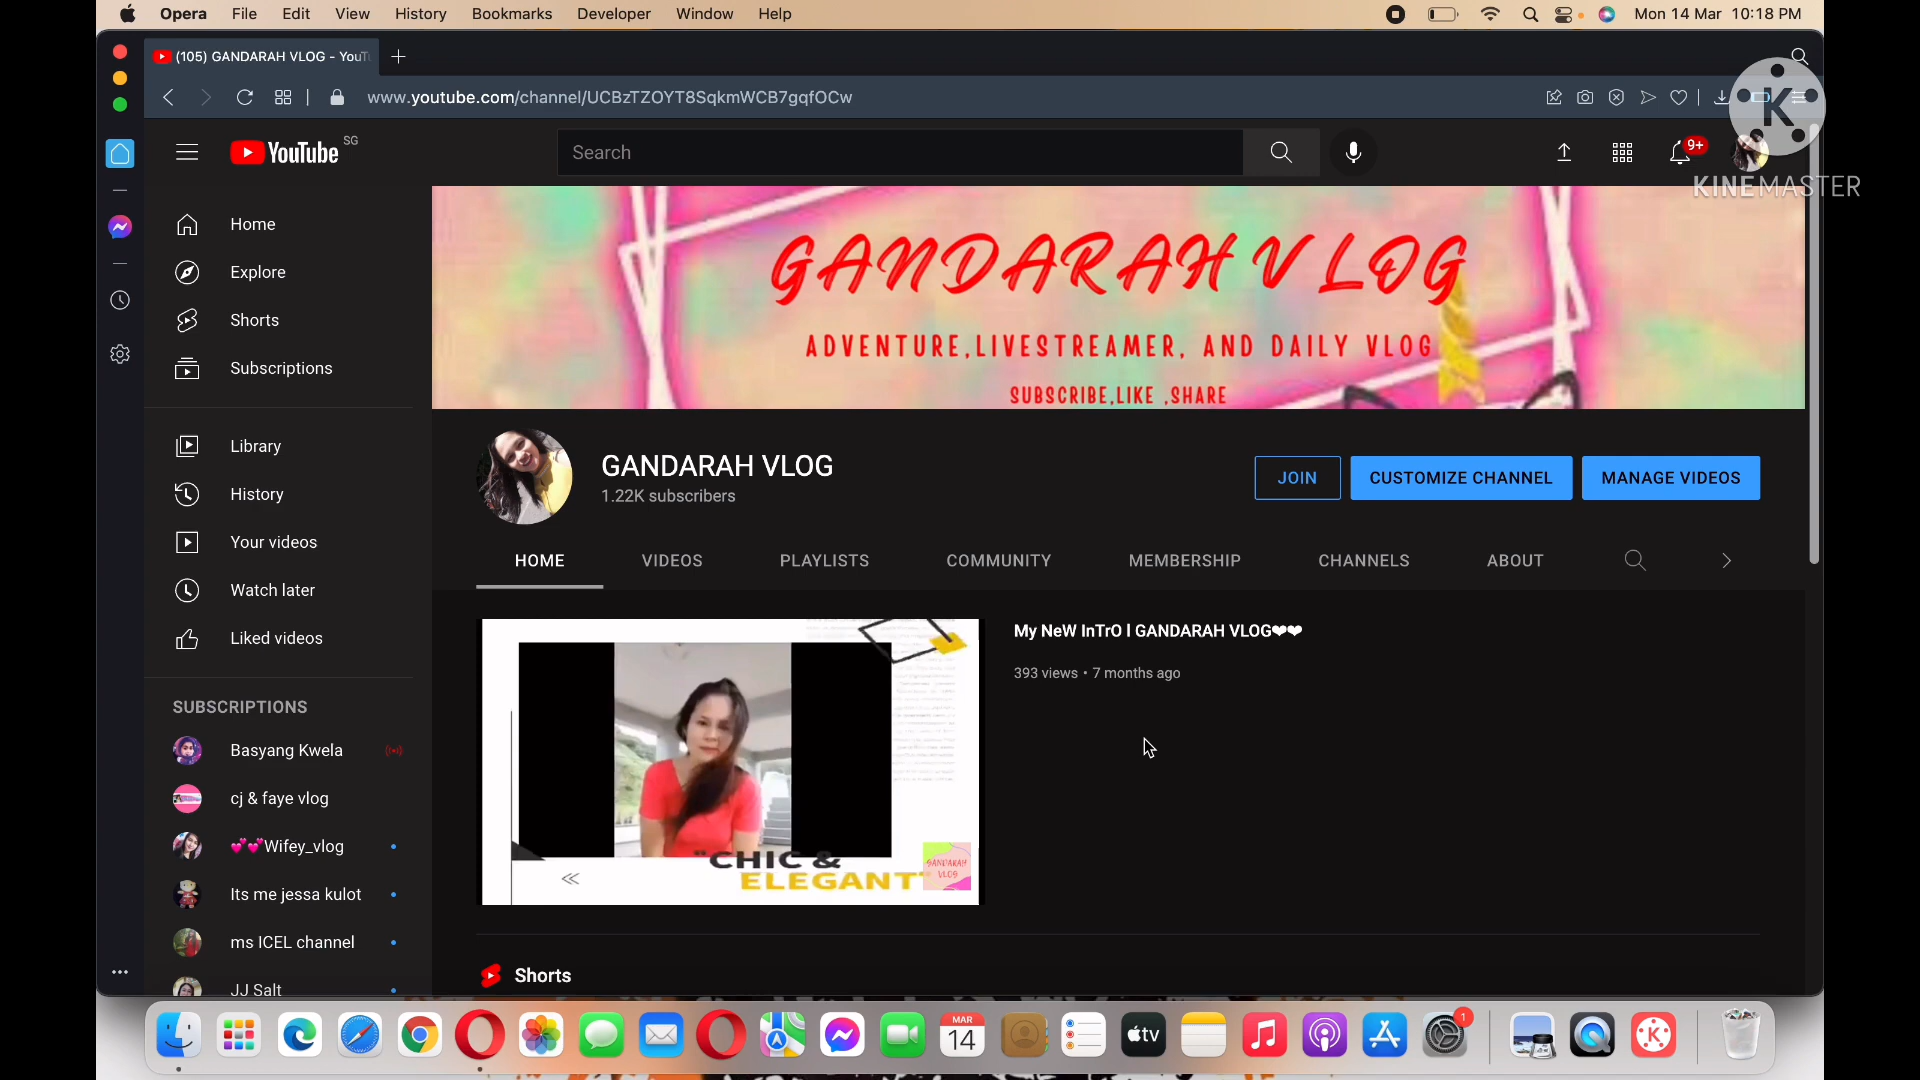 Opera File Edit View History Bookmarks Developer Window Help Mon 14 Mar 10:18 PM
(105) GANDARAH VLOG - YouT
www.youtube.com/channel/UCBzTZOYT8SqkmWCB7gqfOCw
K
KINEMASTER
YouTube SG
Search
9+
Home
Explore
Shorts
Subscriptions
Library
History
Your videos
Watch later
Liked videos
SUBSCRIPTIONS
Basyang Kwela
cj & faye vlog
💕💕Wifey_vlog
Its me jessa kulot
ms ICEL channel
JJ Salt
GANDARAH VLOG
ADVENTURE,LIVESTREAMER, AND DAILY VLOG
SUBSCRIBE,LIKE ,SHARE
GANDARAH VLOG
1.22K subscribers
JOIN CUSTOMIZE CHANNEL MANAGE VIDEOS
HOME VIDEOS PLAYLISTS COMMUNITY MEMBERSHIP CHANNELS ABOUT
My NeW InTrO l GANDARAH VLOG❤❤
393 views • 7 months ago
"CHIC &
ELEGANT"
GANDARAH
VLOG
Shorts
MAR
14
tv
1